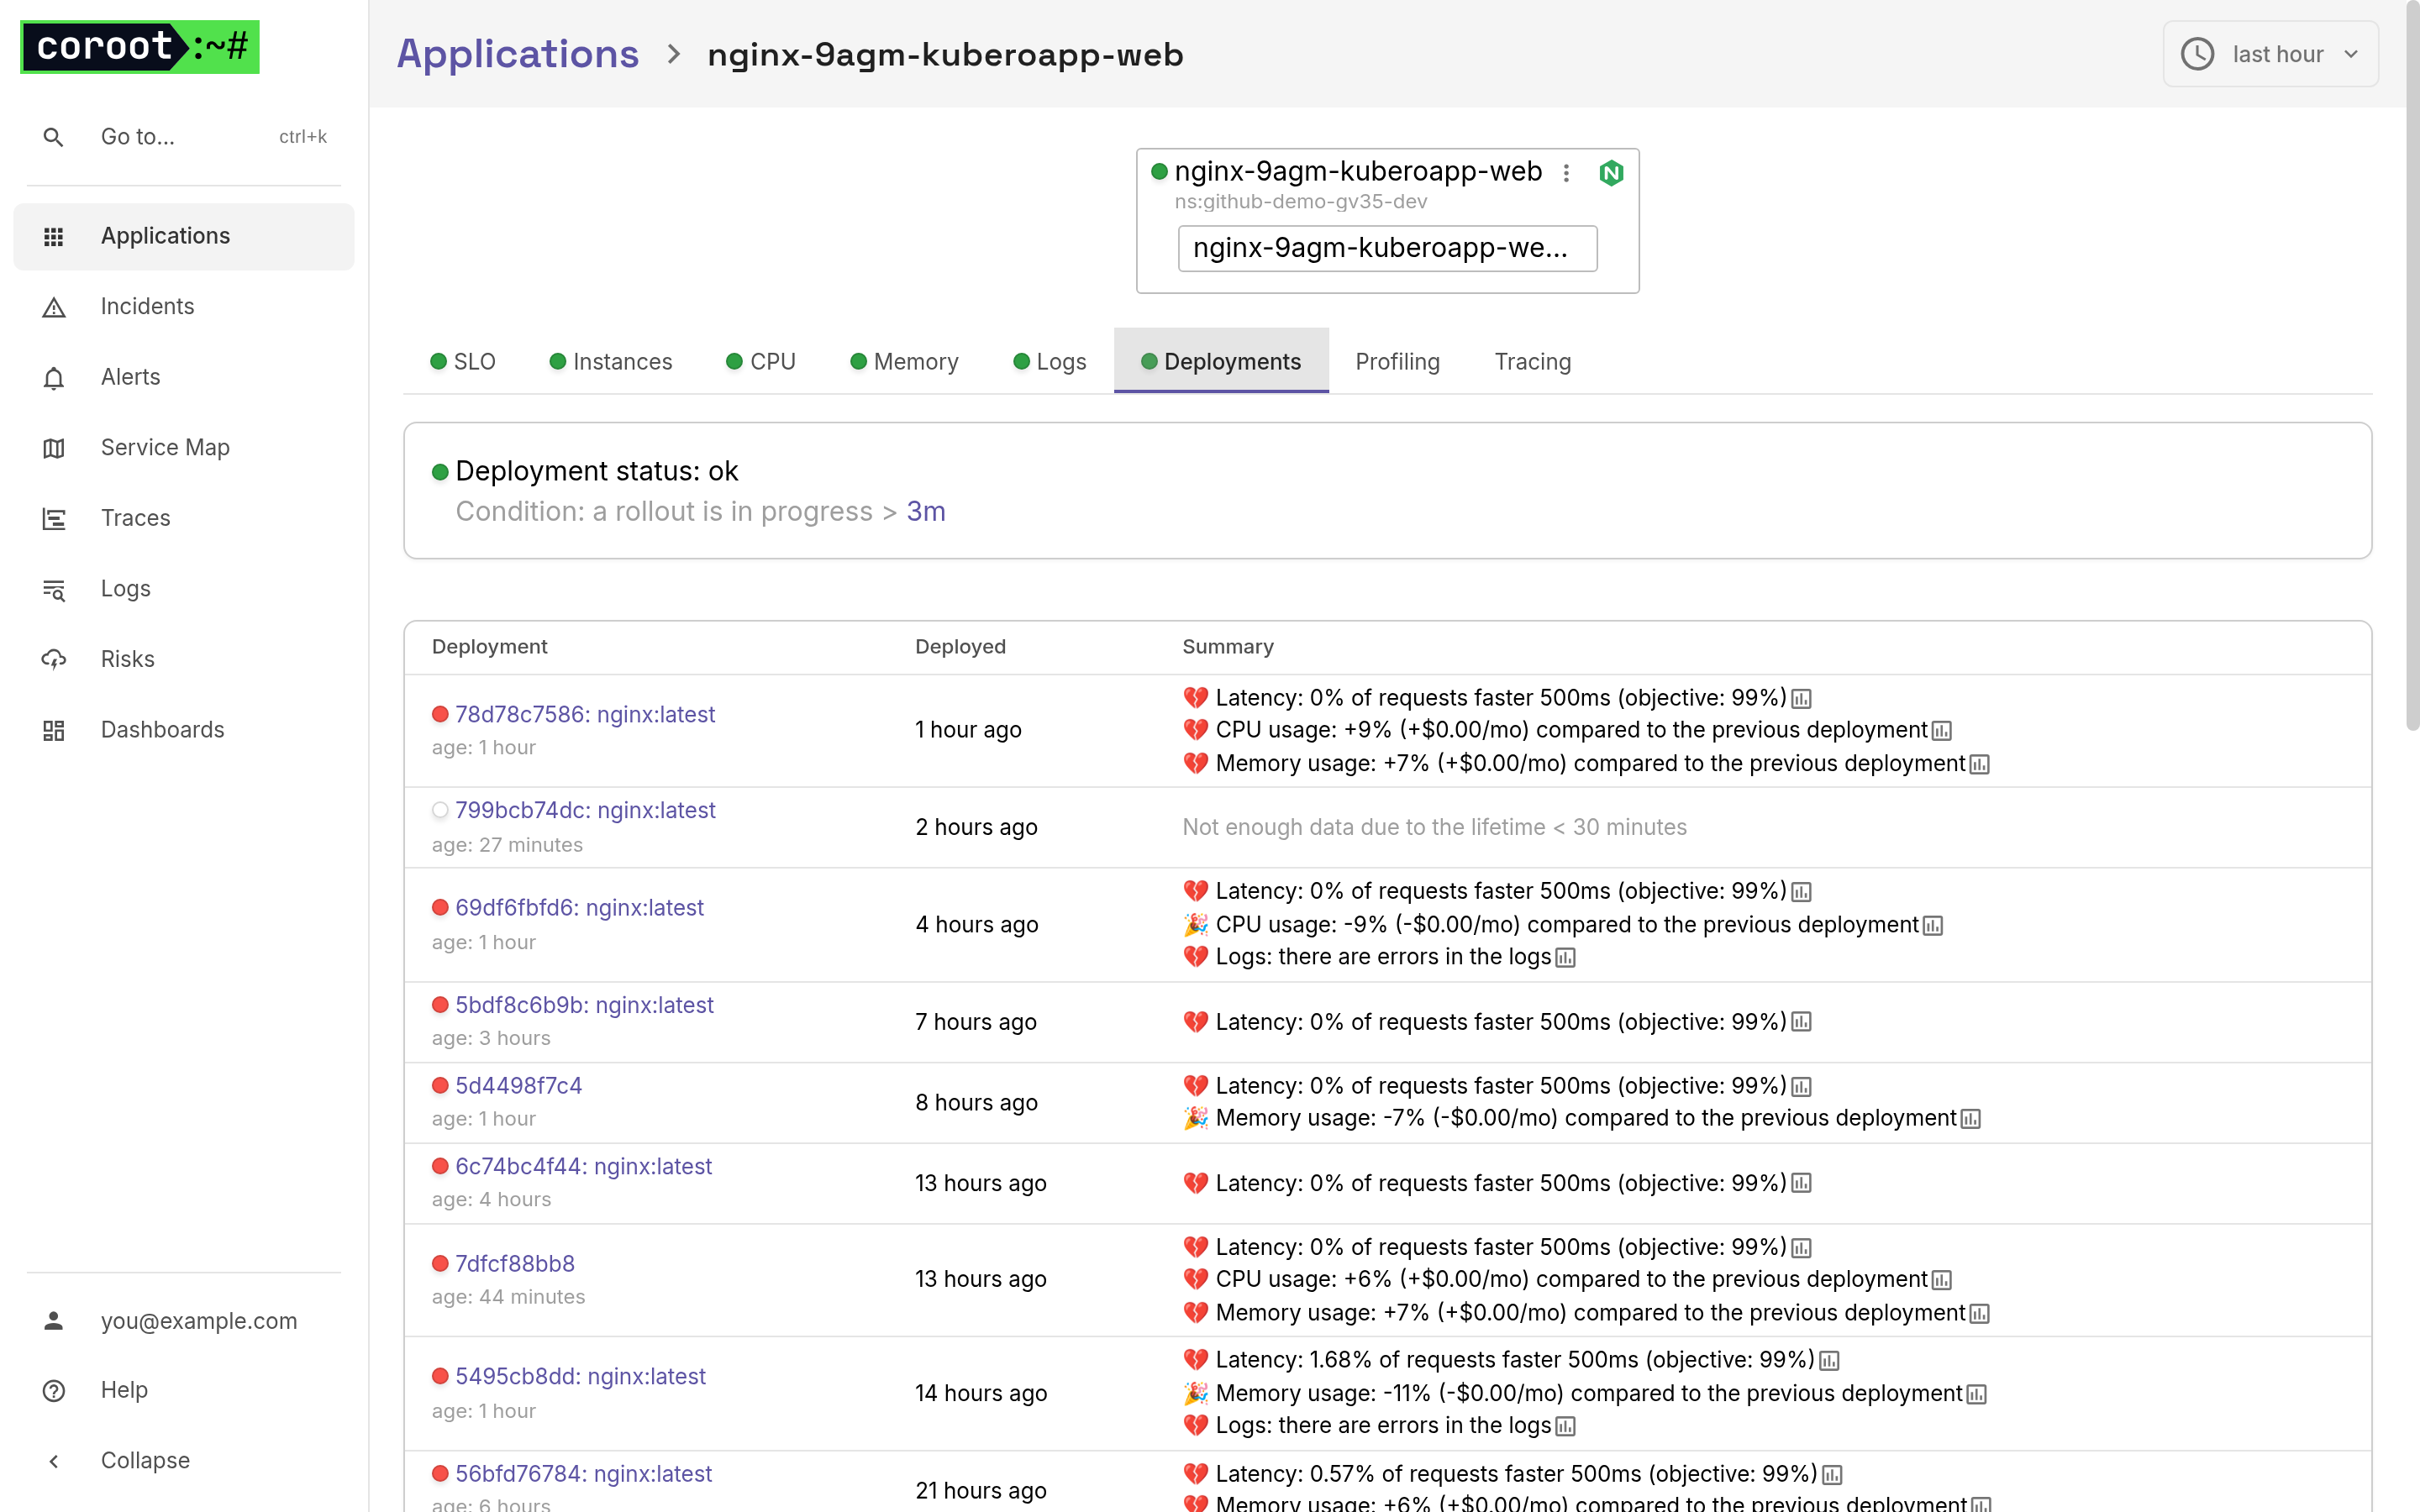 coroot:~#
Applications > nginx-9agm-kuberoapp-web
last hour
Go to...
ctrl+k
Applications
Incidents
Alerts
Service Map
Traces
Logs
Risks
Dashboards
you@example.com
Help
Collapse
nginx-9agm-kuberoapp-web
ns:github-demo-gv35-dev
nginx-9agm-kuberoapp-we...
SLO Instances CPU Memory Logs Deployments Profiling Tracing
Deployment status: ok
Condition: a rollout is in progress > 3m
Deployment Deployed Summary
78d78c7586: nginx:latest
age: 1 hour
1 hour ago
💔 Latency: 0% of requests faster 500ms (objective: 99%)
💔 CPU usage: +9% (+$0.00/mo) compared to the previous deployment
💔 Memory usage: +7% (+$0.00/mo) compared to the previous deployment
799bcb74dc: nginx:latest
age: 27 minutes
2 hours ago
Not enough data due to the lifetime < 30 minutes
69df6fbfd6: nginx:latest
age: 1 hour
4 hours ago
💔 Latency: 0% of requests faster 500ms (objective: 99%)
🎉 CPU usage: -9% (-$0.00/mo) compared to the previous deployment
💔 Logs: there are errors in the logs
5bdf8c6b9b: nginx:latest
age: 3 hours
7 hours ago
💔 Latency: 0% of requests faster 500ms (objective: 99%)
5d4498f7c4
age: 1 hour
8 hours ago
💔 Latency: 0% of requests faster 500ms (objective: 99%)
🎉 Memory usage: -7% (-$0.00/mo) compared to the previous deployment
6c74bc4f44: nginx:latest
age: 4 hours
13 hours ago
💔 Latency: 0% of requests faster 500ms (objective: 99%)
7dfcf88bb8
age: 44 minutes
13 hours ago
💔 Latency: 0% of requests faster 500ms (objective: 99%)
💔 CPU usage: +6% (+$0.00/mo) compared to the previous deployment
💔 Memory usage: +7% (+$0.00/mo) compared to the previous deployment
5495cb8dd: nginx:latest
age: 1 hour
14 hours ago
💔 Latency: 1.68% of requests faster 500ms (objective: 99%)
🎉 Memory usage: -11% (-$0.00/mo) compared to the previous deployment
💔 Logs: there are errors in the logs
56bfd76784: nginx:latest
age: 6 hours
21 hours ago
💔 Latency: 0.57% of requests faster 500ms (objective: 99%)
💔 Memory usage: +6% (+$0.00/mo) compared to the previous deployment